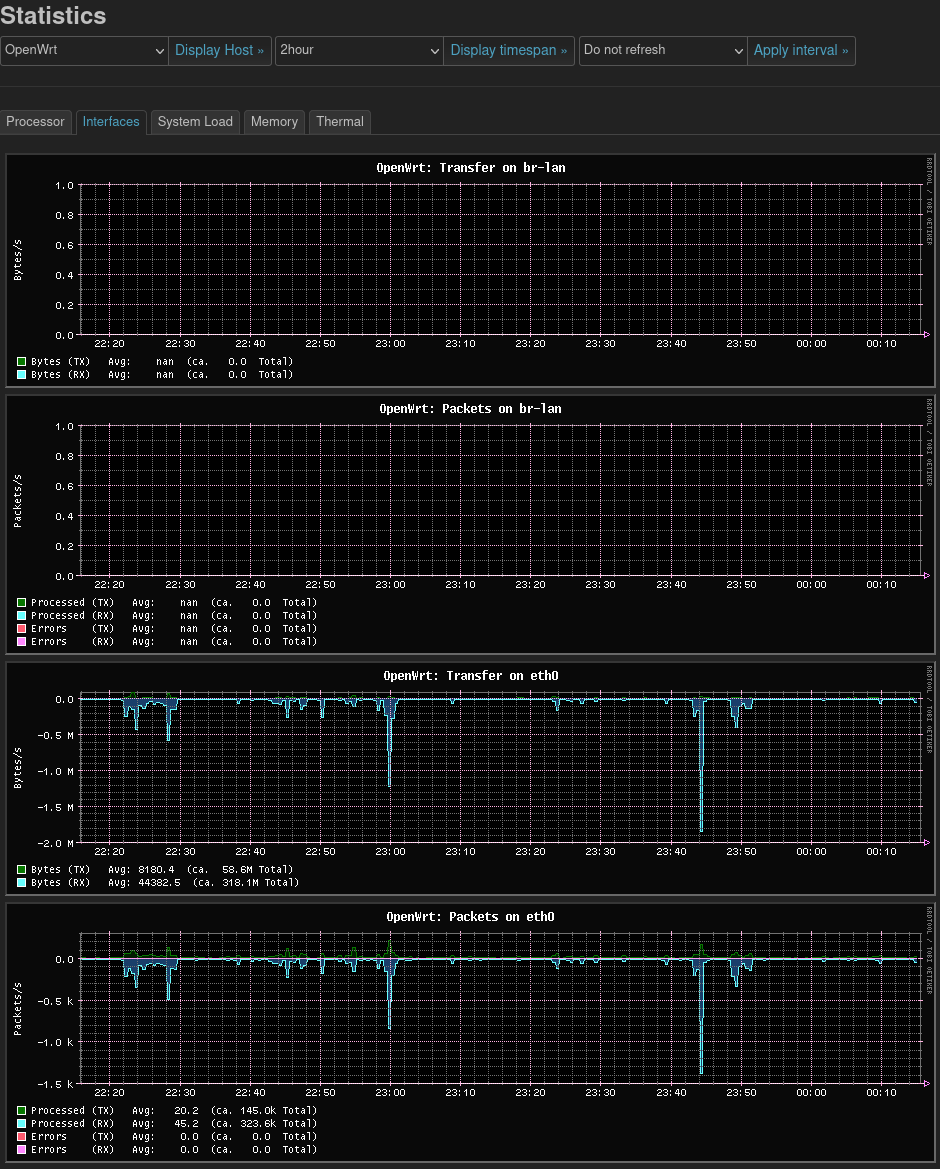 Statistics
OpenWrt Display Host » 2hour Display timespan » Do not refresh Apply interval »
Processor Interfaces System Load Memory Thermal
OpenWrt: Transfer on br-lan
RRDTOOL / TOBI OETIKER
Bytes/s
1.0
0.8
0.6
0.4
0.2
0.0
22:20 22:30 22:40 22:50 23:00 23:10 23:20 23:30 23:40 23:50 00:00 00:10
Bytes (TX) Avg: nan (ca. 0.0 Total)
Bytes (RX) Avg: nan (ca. 0.0 Total)
OpenWrt: Packets on br-lan
RRDTOOL / TOBI OETIKER
Packets/s
1.0
0.8
0.6
0.4
0.2
0.0
22:20 22:30 22:40 22:50 23:00 23:10 23:20 23:30 23:40 23:50 00:00 00:10
Processed (TX) Avg: nan (ca. 0.0 Total)
Processed (RX) Avg: nan (ca. 0.0 Total)
Errors (TX) Avg: nan (ca. 0.0 Total)
Errors (RX) Avg: nan (ca. 0.0 Total)
OpenWrt: Transfer on eth0
RRDTOOL / TOBI OETIKER
Bytes/s
0.0
-0.5 M
-1.0 M
-1.5 M
-2.0 M
22:20 22:30 22:40 22:50 23:00 23:10 23:20 23:30 23:40 23:50 00:00 00:10
Bytes (TX) Avg: 8180.4 (ca. 58.6M Total)
Bytes (RX) Avg: 44382.5 (ca. 318.1M Total)
OpenWrt: Packets on eth0
RRDTOOL / TOBI OETIKER
Packets/s
0.0
-0.5 k
-1.0 k
-1.5 k
22:20 22:30 22:40 22:50 23:00 23:10 23:20 23:30 23:40 23:50 00:00 00:10
Processed (TX) Avg: 20.2 (ca. 145.0k Total)
Processed (RX) Avg: 45.2 (ca. 323.6k Total)
Errors (TX) Avg: 0.0 (ca. 0.0 Total)
Errors (RX) Avg: 0.0 (ca. 0.0 Total)